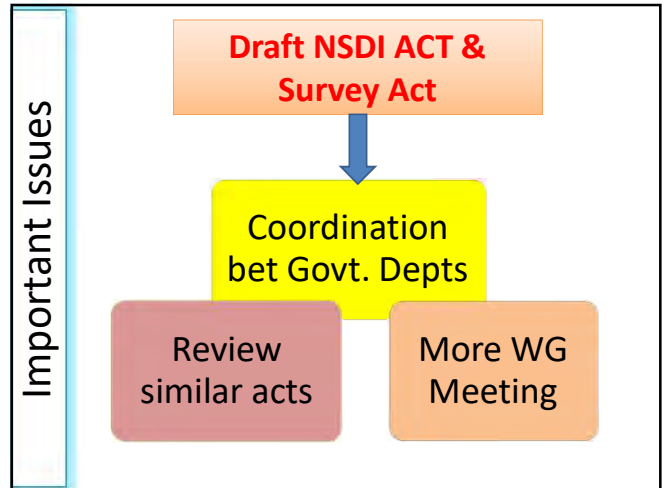 Important Issues
Draft NSDI ACT &
Survey Act
Coordination
bet Govt. Depts
Review
similar acts
More WG
Meeting